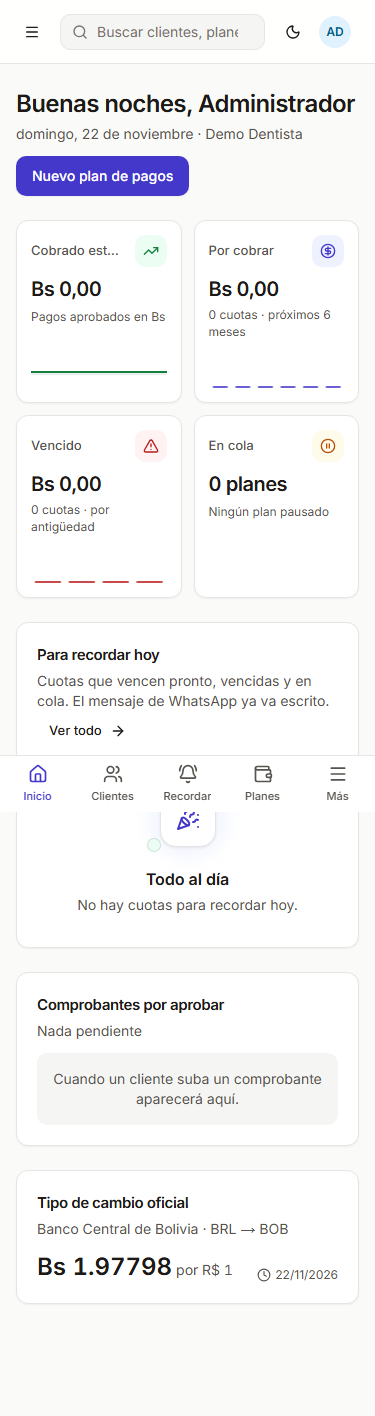 Buscar clientes, plane
AD
Buenas noches, Administrador
domingo, 22 de noviembre · Demo Dentista
Nuevo plan de pagos
Cobrado est...
Bs 0,00
Pagos aprobados en Bs
Por cobrar
Bs 0,00
0 cuotas · próximos 6
meses
Vencido
Bs 0,00
0 cuotas · por
antigüedad
En cola
0 planes
Ningún plan pausado
Para recordar hoy
Cuotas que vencen pronto, vencidas y en
cola. El mensaje de WhatsApp ya va escrito.
Ver todo
Inicio
Clientes
Recordar
Planes
Más
Todo al día
No hay cuotas para recordar hoy.
Comprobantes por aprobar
Nada pendiente
Cuando un cliente suba un comprobante
aparecerá aquí.
Tipo de cambio oficial
Banco Central de Bolivia · BRL → BOB
Bs 1.97798 por R$ 1
22/11/2026